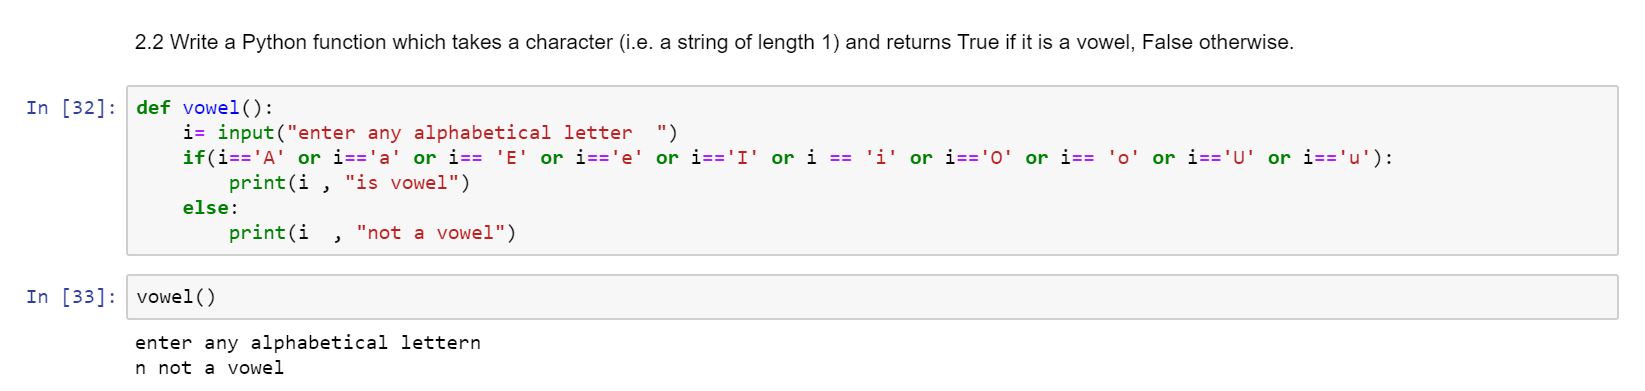 2.2 Write a Python function which takes a character (i.e. a string of length 1) and returns True if it is a vowel, False otherwise.
In [32]: def vowel():
    i= input("enter any alphabetical letter  ")
    if(i=='A' or i=='a' or i== 'E' or i=='e' or i=='I' or i == 'i' or i=='O' or i== 'o' or i=='U' or i=='u'):
        print(i , "is vowel")
    else:
        print(i  , "not a vowel")
In [33]: vowel()
enter any alphabetical lettern
n not a vowel